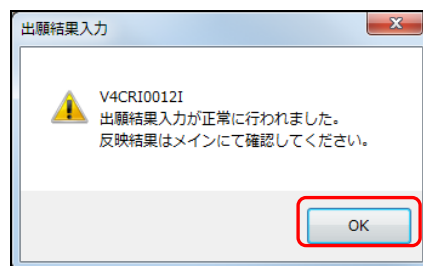 出願結果入力
V4CRI0012I
出願結果入力が正常に行われました。
反映結果はメインにて確認してください。
OK